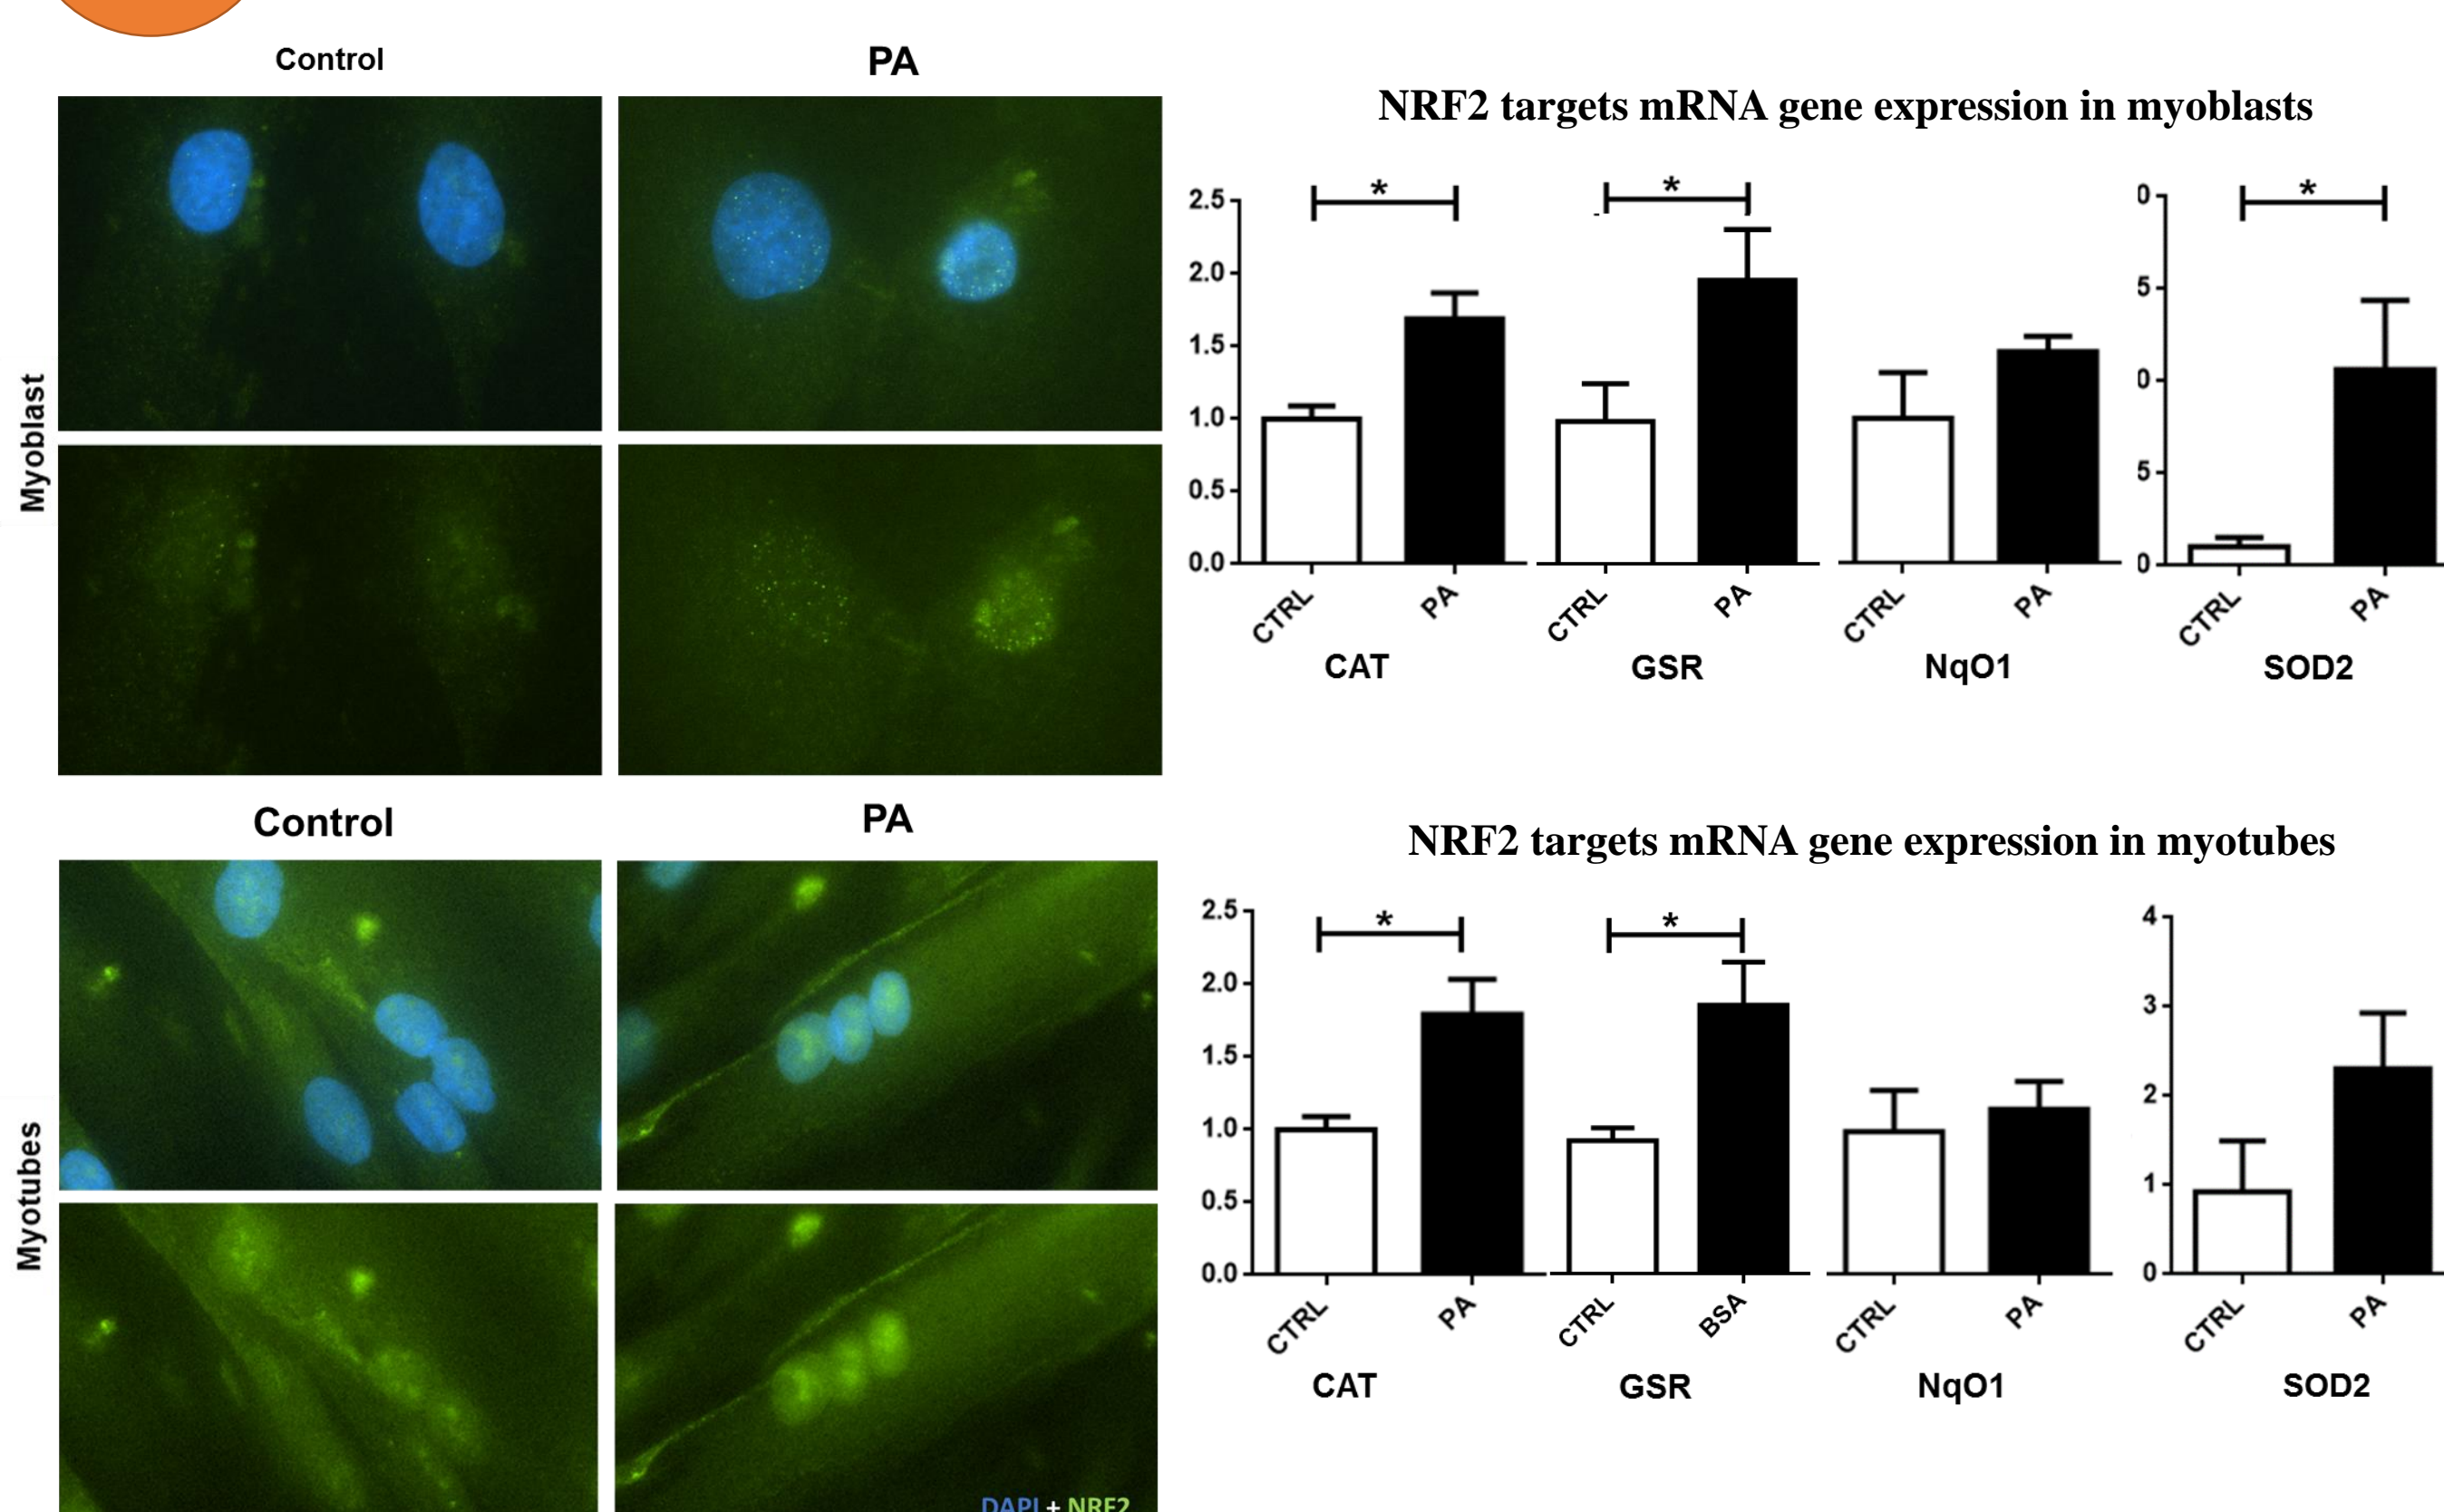 Control
PA
Myoblast
NRF2 targets mRNA gene expression in myoblasts
2.5
2.0
1.5
1.0
0.5
0.0
*
CTRL
PA
CAT
*
CTRL
PA
GSR
CTRL
PA
NqO1
0
5
0
5
0
*
CTRL
PA
SOD2
Control
PA
Myotubes
DAPI + NRF2
NRF2 targets mRNA gene expression in myotubes
2.5
2.0
1.5
1.0
0.5
0.0
*
CTRL
PA
CAT
*
CTRL
BSA
GSR
CTRL
PA
NqO1
4
3
2
1
0
CTRL
PA
SOD2